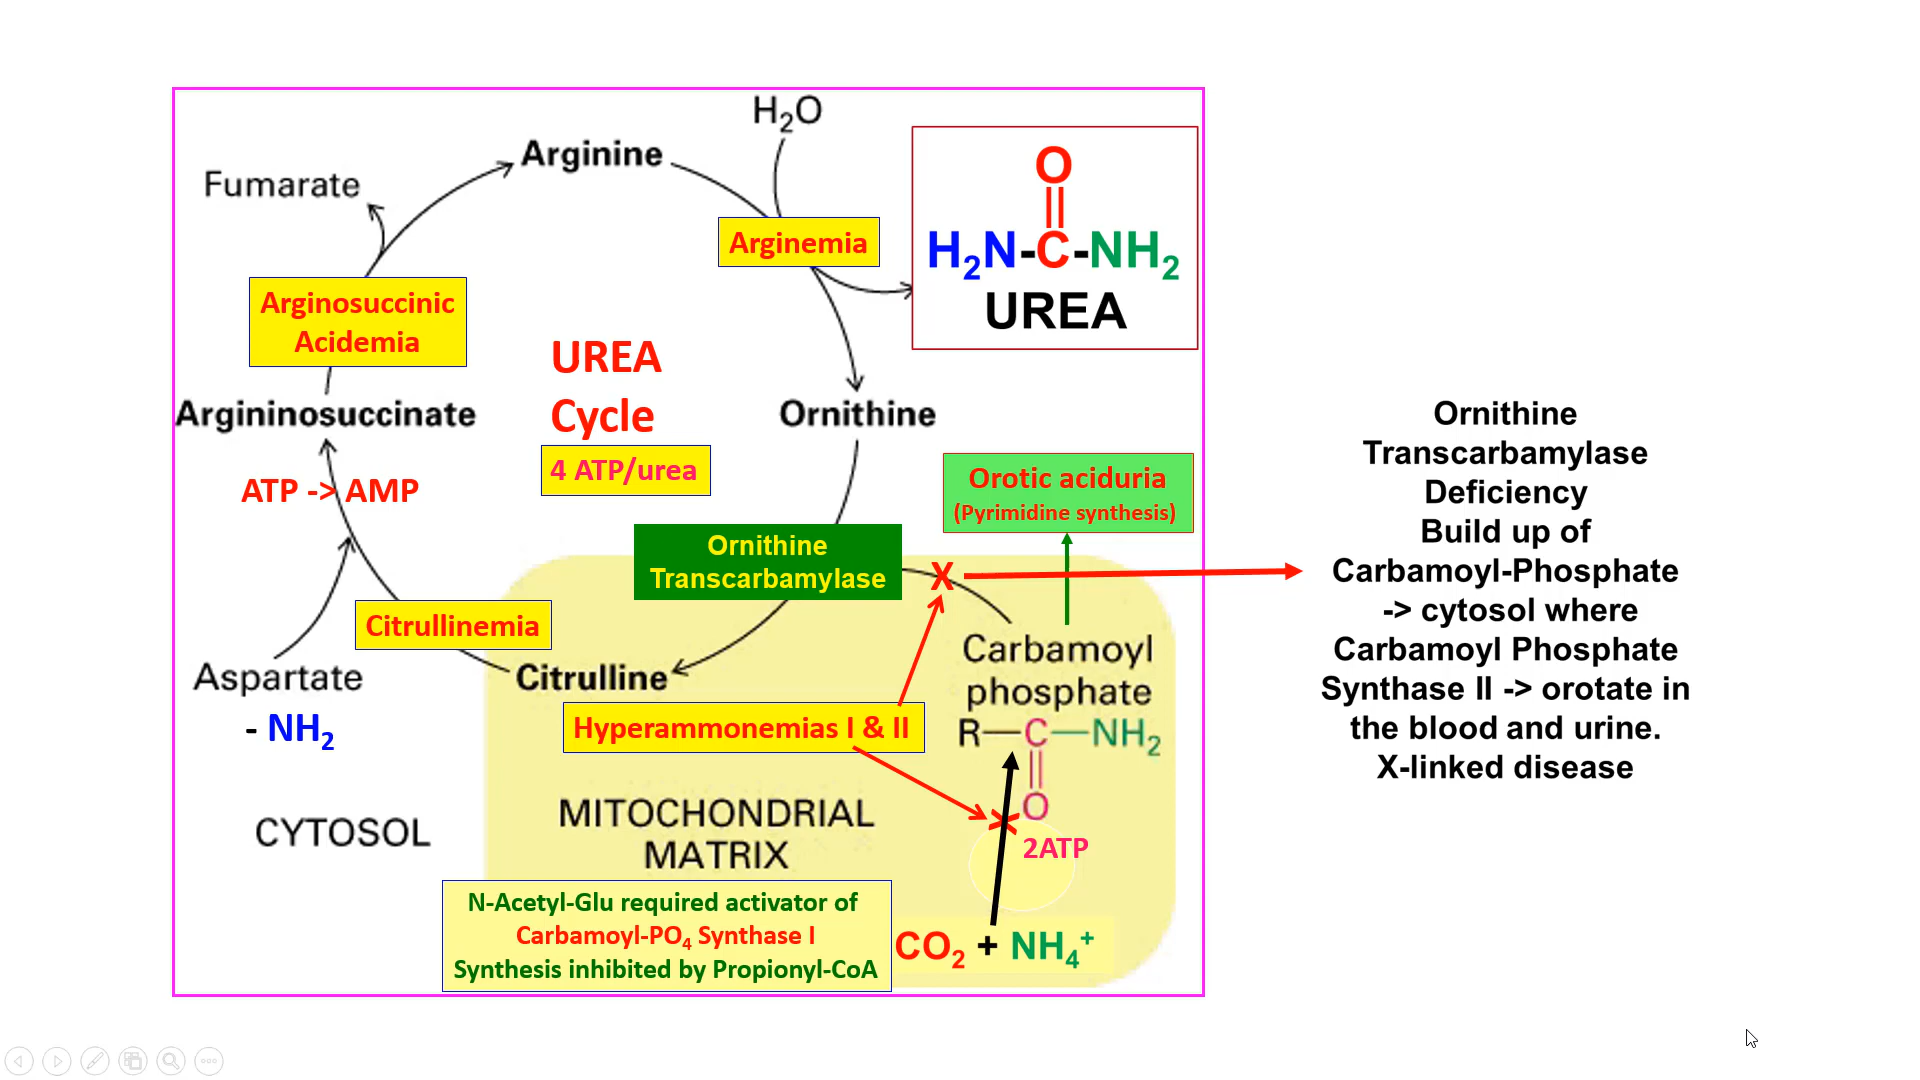 H₂O
Arginine
Fumarate
Arginemia
O
H₂N-C-NH₂
UREA
Arginosuccinic
Acidemia
UREA
Cycle
4 ATP/urea
Argininosuccinate
Ornithine
ATP -> AMP
Orotic aciduria
(Pyrimidine synthesis)
Ornithine
Transcarbamylase
X
Citrullinemia
Carbamoyl
phosphate
R—C—NH₂
O
Aspartate
- NH₂
Citrulline
Hyperammonemias I & II
X
2ATP
CYTOSOL
MITOCHONDRIAL
MATRIX
N-Acetyl-Glu required activator of
Carbamoyl-PO₄ Synthase I
Synthesis inhibited by Propionyl-CoA
CO₂ + NH₄⁺
Ornithine
Transcarbamylase
Deficiency
Build up of
Carbamoyl-Phosphate
-> cytosol where
Carbamoyl Phosphate
Synthase II -> orotate in
the blood and urine.
X-linked disease